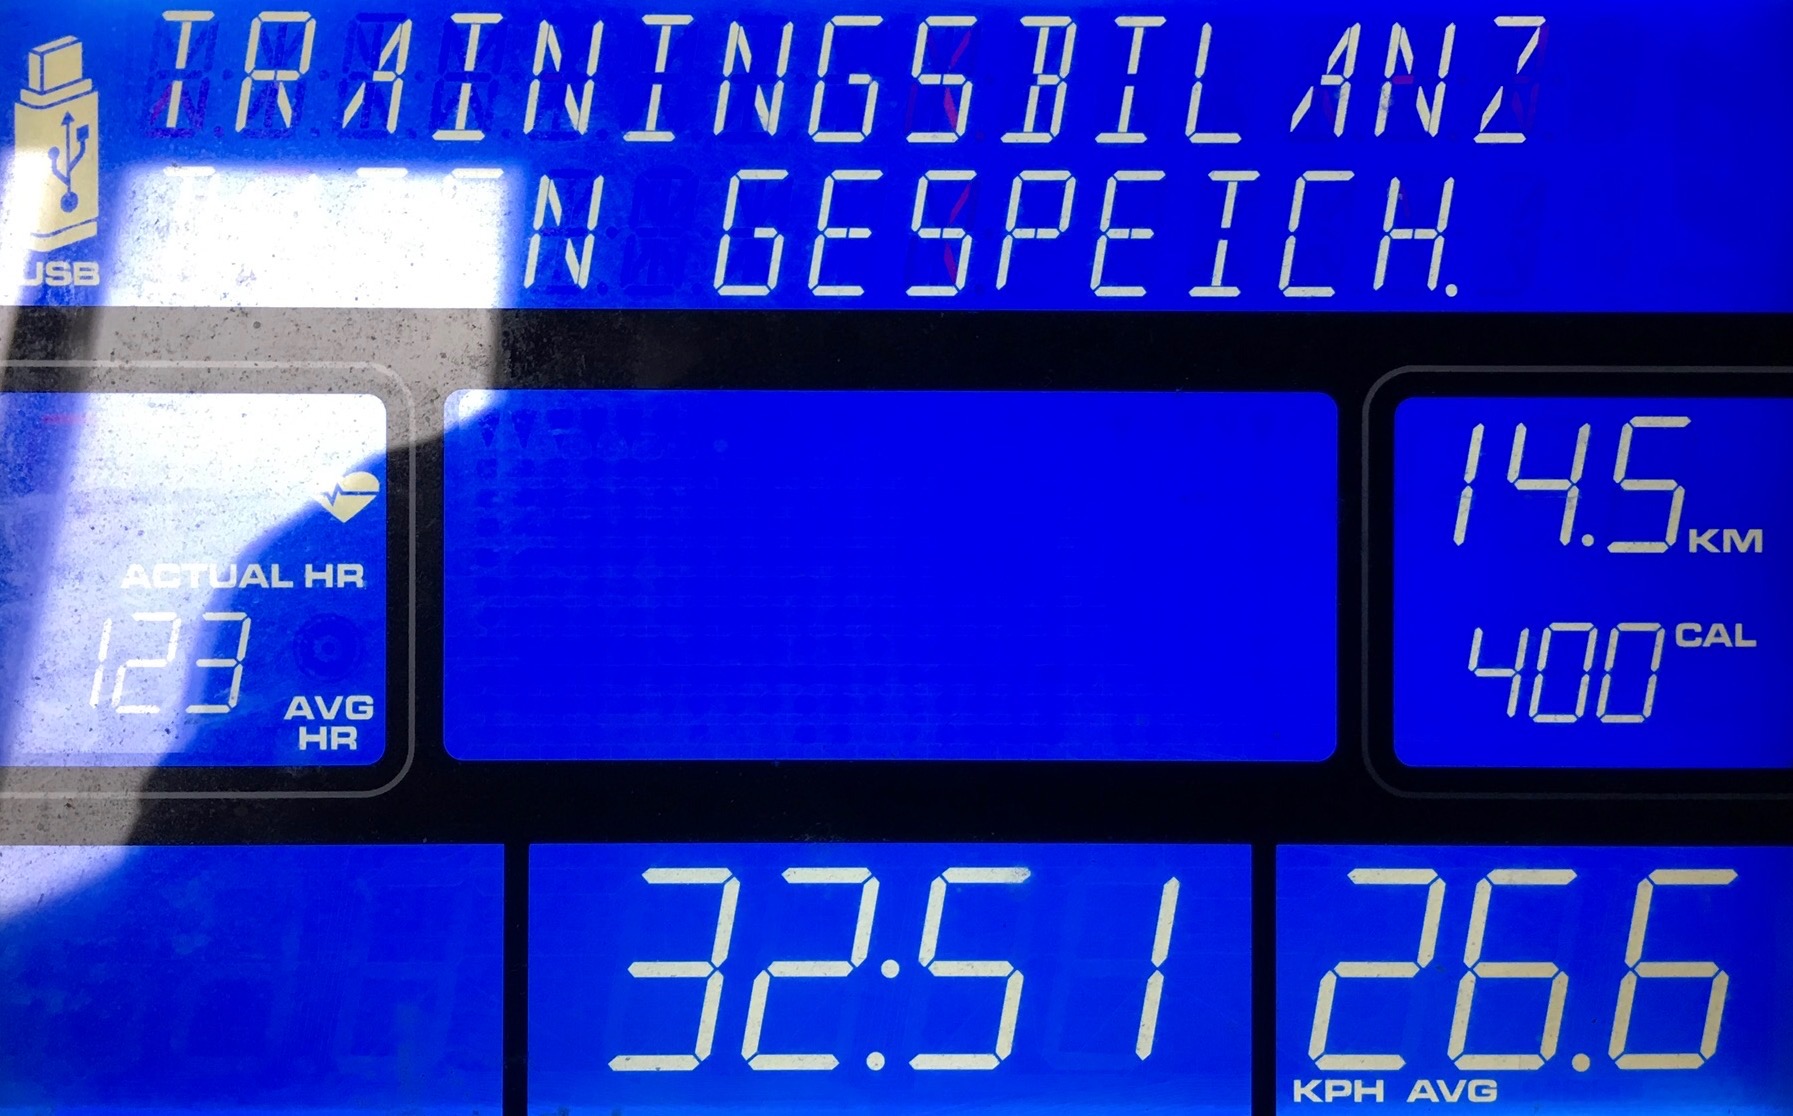 TRAININGSBILANZ
GESPEICH.
USB
14.5 KM
ACTUAL HR
400 CAL
123
AVG
HR
32:51
26.6
KPH AVG